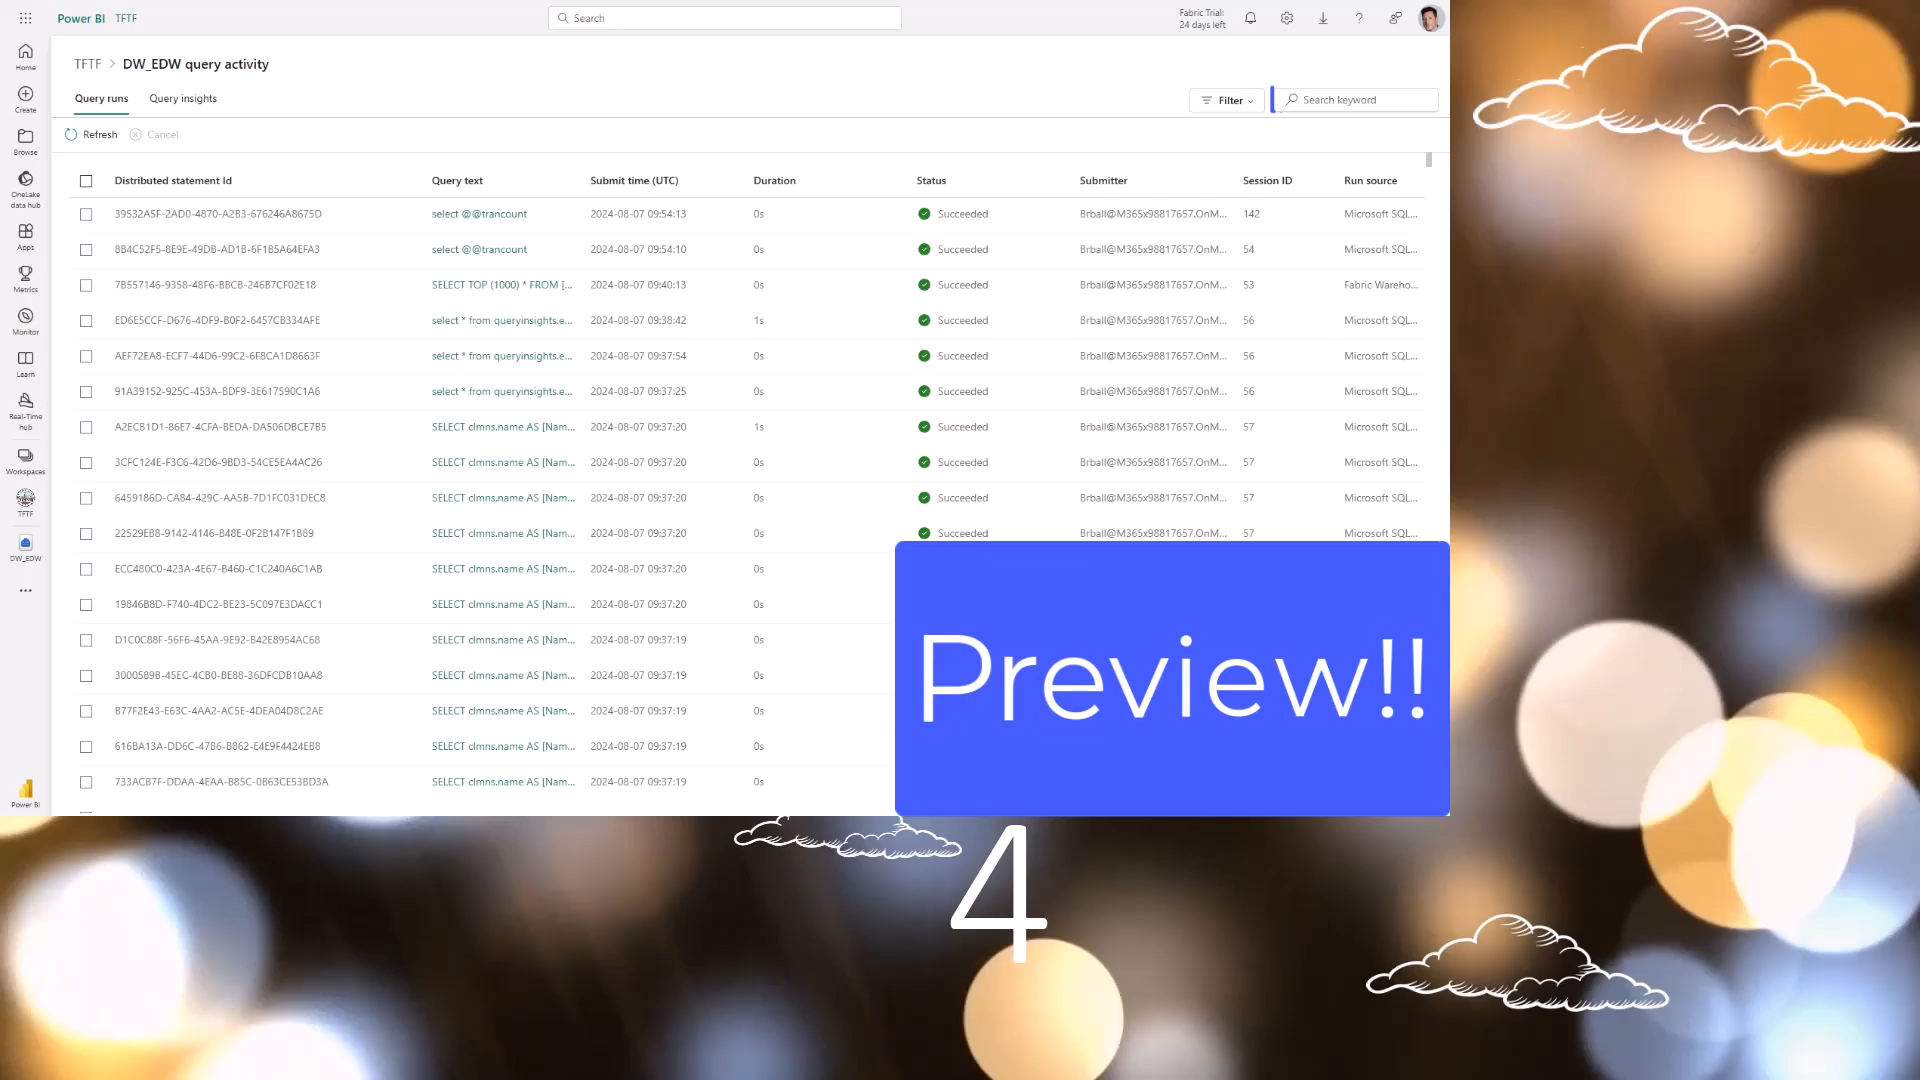 Power BI TFTF
Search
Fabric Trial:
24 days left
Home
Create
Browse
OneLake
data hub
Apps
Metrics
Monitor
Learn
Real-Time
hub
Workspaces
TFTF
DW_EDW
Power BI
TFTF > DW_EDW query activity
Query runs Query insights
Filter
Search keyword
Refresh Cancel
Distributed statement Id Query text Submit time (UTC) Duration Status Submitter Session ID Run source
39532A5F-2AD0-4870-A2B3-676246A8675D select @@trancount 2024-08-07 09:54:13 0s Succeeded Brball@M365x98817657.OnM... 142 Microsoft SQL...
8B4C52F5-8E9E-49DB-AD1B-6F1B5A64EFA3 select @@trancount 2024-08-07 09:54:10 0s Succeeded Brball@M365x98817657.OnM... 54 Microsoft SQL...
7B557146-9358-48F6-BBCB-246B7CF02E18 SELECT TOP (1000) * FROM [... 2024-08-07 09:40:13 0s Succeeded Brball@M365x98817657.OnM... 53 Fabric Wareho...
ED6E5CCF-D676-4DF9-B0F2-6457CB334AFE select * from queryinsights.e... 2024-08-07 09:38:42 1s Succeeded Brball@M365x98817657.OnM... 56 Microsoft SQL...
AEF72EA8-ECF7-44D6-99C2-6F8CA1D8663F select * from queryinsights.e... 2024-08-07 09:37:54 0s Succeeded Brball@M365x98817657.OnM... 56 Microsoft SQL...
91A39152-925C-453A-8DF9-3E617590C1A6 select * from queryinsights.e... 2024-08-07 09:37:25 0s Succeeded Brball@M365x98817657.OnM... 56 Microsoft SQL...
A2ECB1D1-86E7-4CFA-BEDA-DA506DBCE7B5 SELECT clmns.name AS [Nam... 2024-08-07 09:37:20 1s Succeeded Brball@M365x98817657.OnM... 57 Microsoft SQL...
3CFC124E-F3C6-42D6-9BD3-54CE5EA4AC26 SELECT clmns.name AS [Nam... 2024-08-07 09:37:20 0s Succeeded Brball@M365x98817657.OnM... 57 Microsoft SQL...
6459186D-CA84-429C-AA5B-7D1FC031DEC8 SELECT clmns.name AS [Nam... 2024-08-07 09:37:20 0s Succeeded Brball@M365x98817657.OnM... 57 Microsoft SQL...
22529EB8-9142-4146-B48E-0F2B147F1B89 SELECT clmns.name AS [Nam... 2024-08-07 09:37:20 0s Succeeded Brball@M365x98817657.OnM... 57 Microsoft SQL...
ECC480C0-423A-4E67-B460-C1C240A6C1AB SELECT clmns.name AS [Nam... 2024-08-07 09:37:20 0s
19846B8D-F740-4DC2-BE23-5C097E3DACC1 SELECT clmns.name AS [Nam... 2024-08-07 09:37:20 0s
D1C0C88F-56F6-45AA-9E92-B42E8954AC68 SELECT clmns.name AS [Nam... 2024-08-07 09:37:19 0s
3000589B-45EC-4CB0-BE88-36DFCDB10AA8 SELECT clmns.name AS [Nam... 2024-08-07 09:37:19 0s
B77F2E43-E63C-4AA2-AC5E-4DEA04D8C2AE SELECT clmns.name AS [Nam... 2024-08-07 09:37:19 0s
616BA13A-DD6C-47B6-B862-E4E9F4424EB8 SELECT clmns.name AS [Nam... 2024-08-07 09:37:19 0s
733ACB7F-DDAA-4EAA-B85C-0B63CE53BD3A SELECT clmns.name AS [Nam... 2024-08-07 09:37:19 0s
Preview!!
4